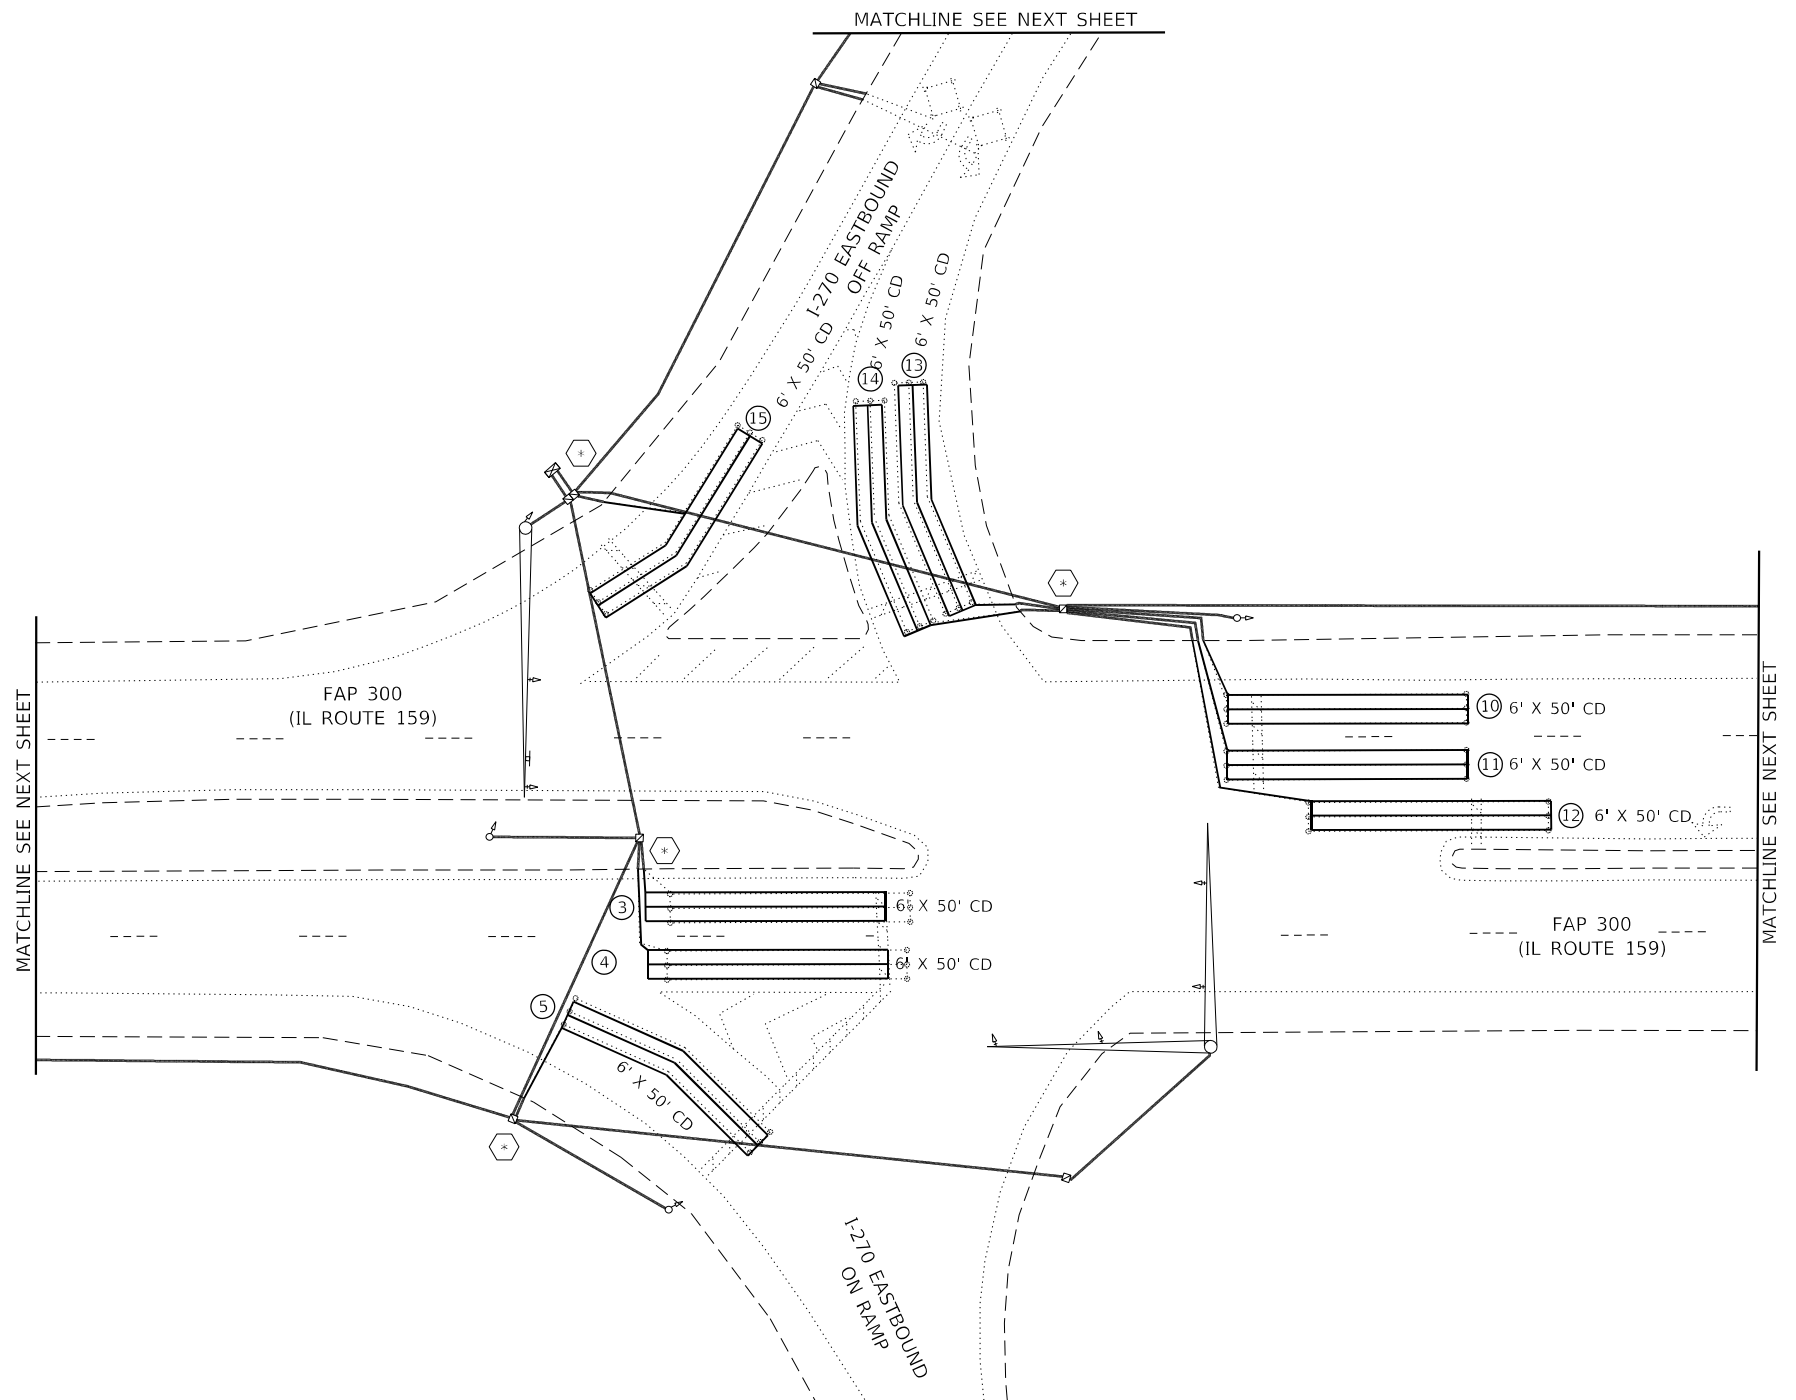 MATCHLINE SEE NEXT SHEET
I-270 EASTBOUND
OFF RAMP
6' X 50' CD
6' X 50' CD
6' X 50' CD
13
14
15
*
*
MATCHLINE SEE NEXT SHEET
FAP 300
(IL ROUTE 159)
10 6' X 50' CD
11 6' X 50' CD
12 6' X 50' CD
MATCHLINE SEE NEXT SHEET
*
3 6' X 50' CD
4 6' X 50' CD
FAP 300
(IL ROUTE 159)
5
6' X 50' CD
*
I-270 EASTBOUND
ON RAMP